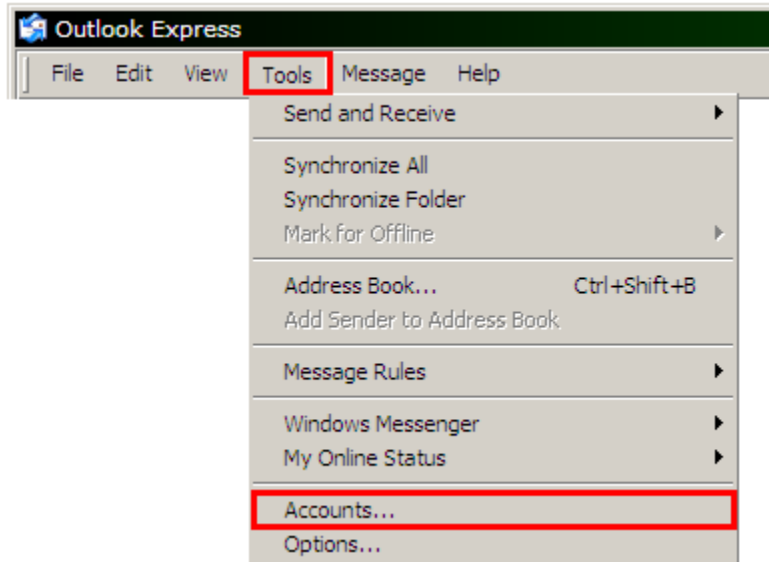 Outlook Express
File Edit View Tools Message Help
Send and Receive
Synchronize All
Synchronize Folder
Mark for Offline
Address Book... Ctrl+Shift+B
Add Sender to Address Book
Message Rules
Windows Messenger
My Online Status
Accounts...
Options...